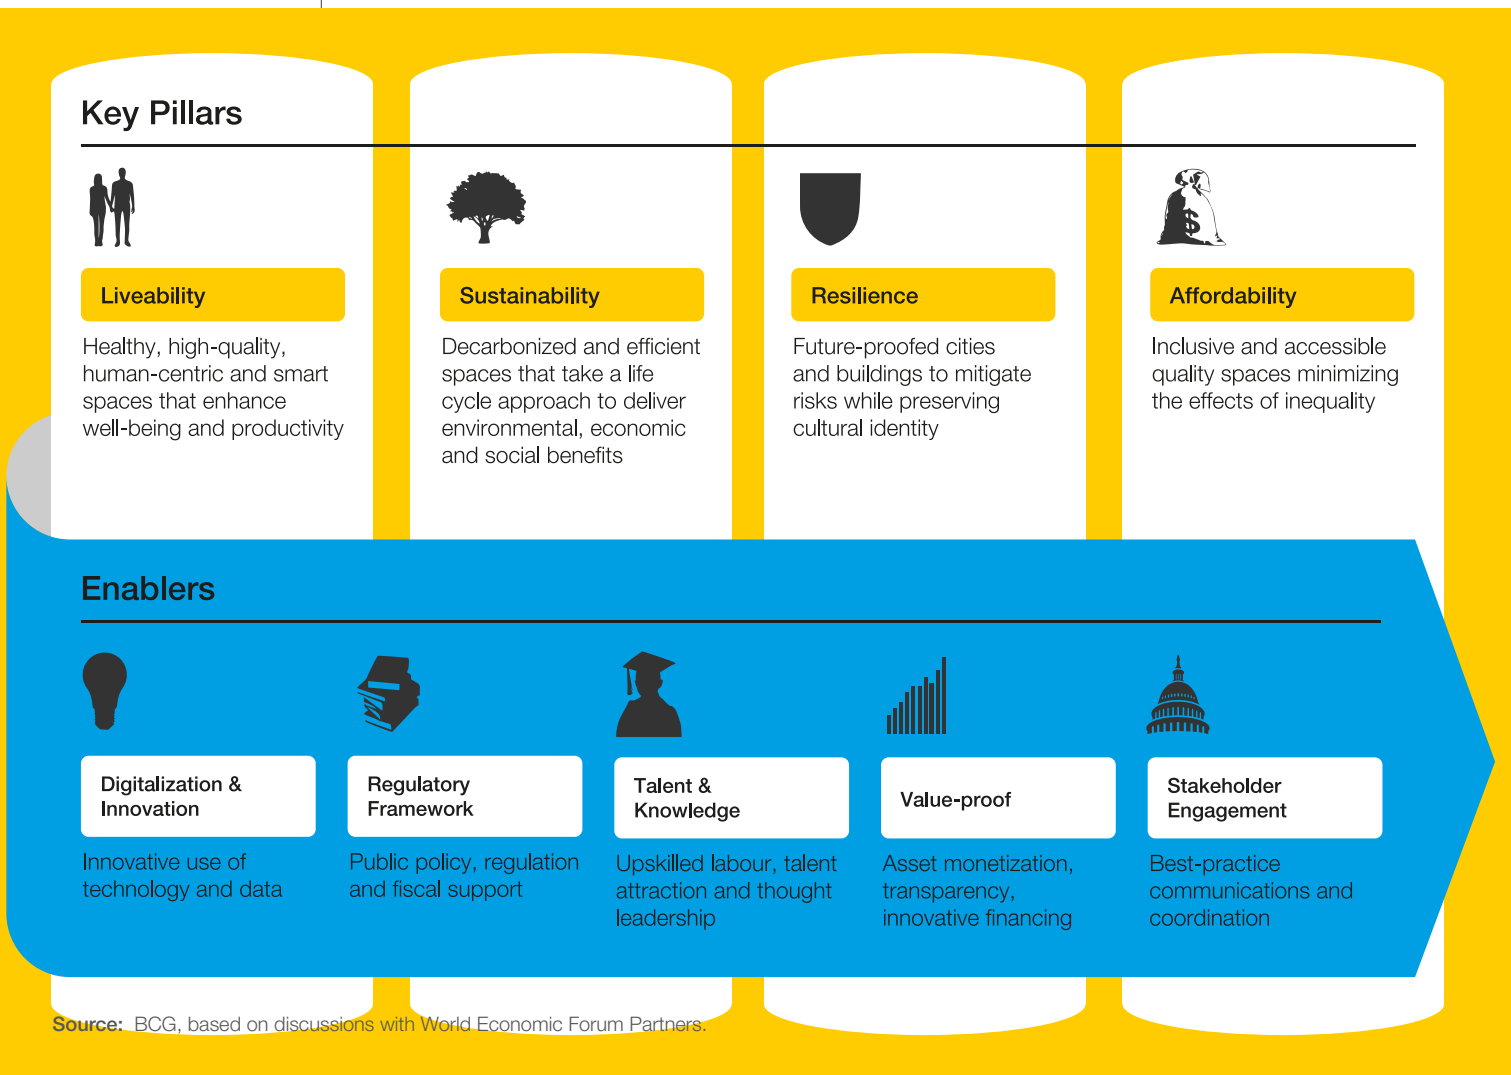 Key Pillars
Liveability
Healthy, high-quality,
human-centric and smart
spaces that enhance
well-being and productivity
Sustainability
Decarbonized and efficient
spaces that take a life
cycle approach to deliver
environmental, economic
and social benefits
Resilience
Future-proofed cities
and buildings to mitigate
risks while preserving
cultural identity
Affordability
Inclusive and accessible
quality spaces minimizing
the effects of inequality
Enablers
Digitalization &
Innovation
Innovative use of
technology and data
Regulatory
Framework
Public policy, regulation
and fiscal support
Talent &
Knowledge
Upskilled labour, talent
attraction and thought
leadership
Value-proof
Asset monetization,
transparency,
innovative financing
Stakeholder
Engagement
Best-practice
communications and
coordination
Source: BCG, based on discussions with World Economic Forum Partners.